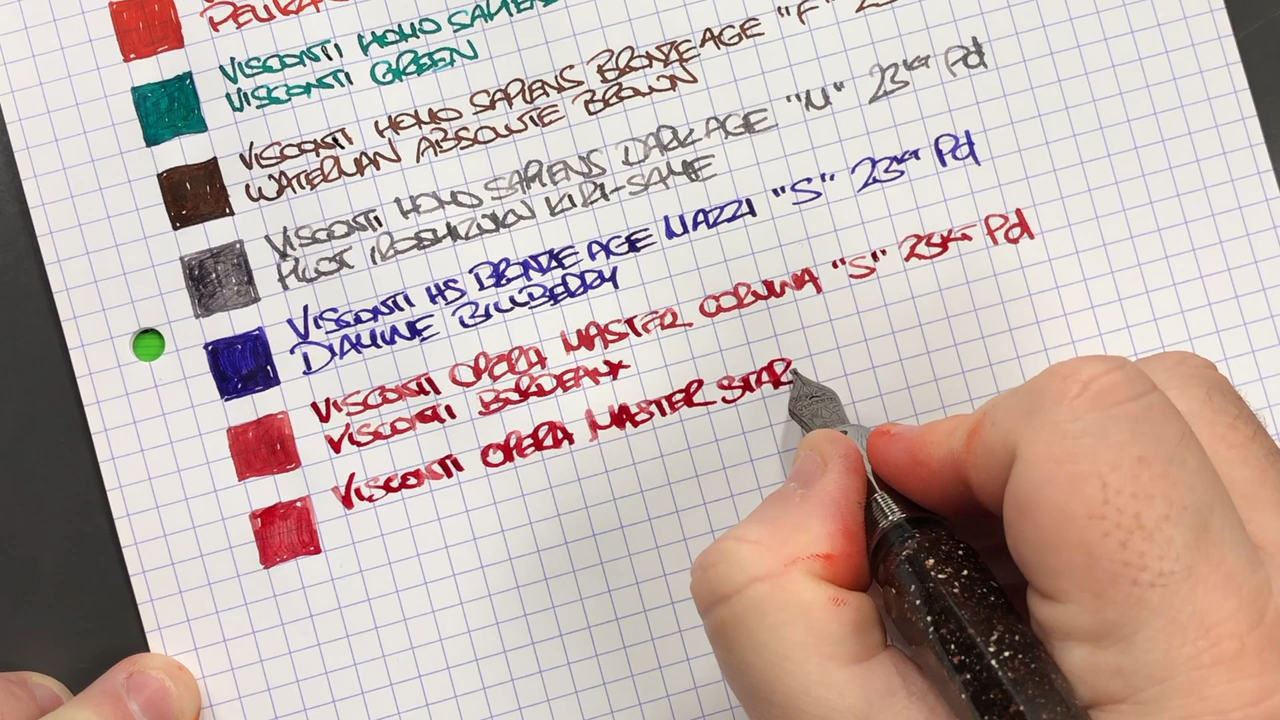 VISCONTI HOMO SAPIENS
VISCONTI GREEN
VISCONTI HOMO SAPIENS BRONZE AGE "F"
WATERMAN ABSOLUTE BROWN
VISCONTI HOMO SAPIENS DARK AGE "M" 23KT Pd
PILOT IROSHIZUKU KIRI-SAME
VISCONTI HS BRONZE AGE MAZZI "S" 23KT Pd
DIAMINE BILLBERRY
VISCONTI OPERA MASTER CORUNNA "S" 23KT Pd
VISCONTI BORDEAUX
VISCONTI OPERA MASTER STAR